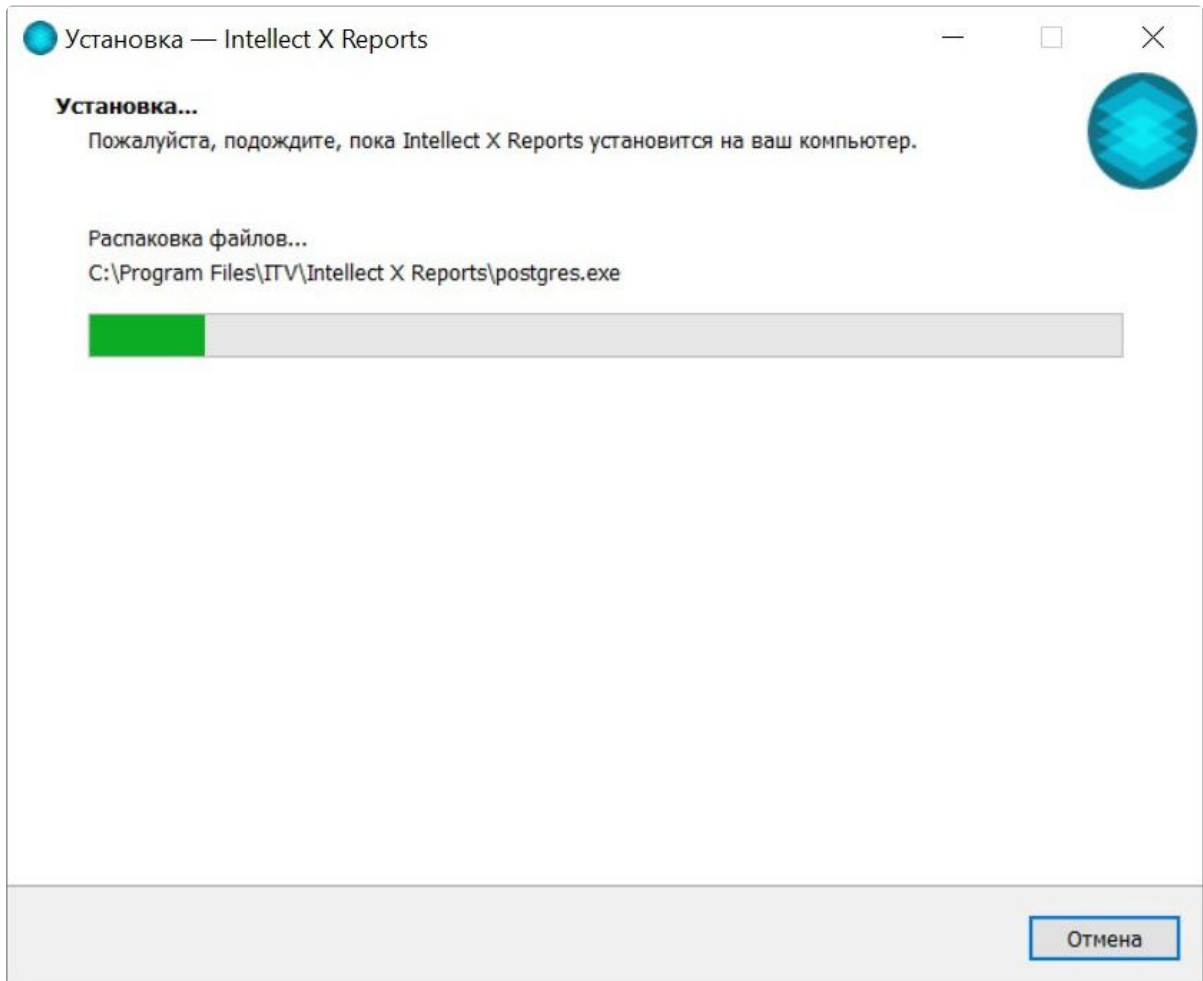 Установка — Intellect X Reports
Установка...
Пожалуйста, подождите, пока Intellect X Reports установится на ваш компьютер.
Распаковка файлов...
C:\Program Files\ITV\Intellect X Reports\postgres.exe
Отмена